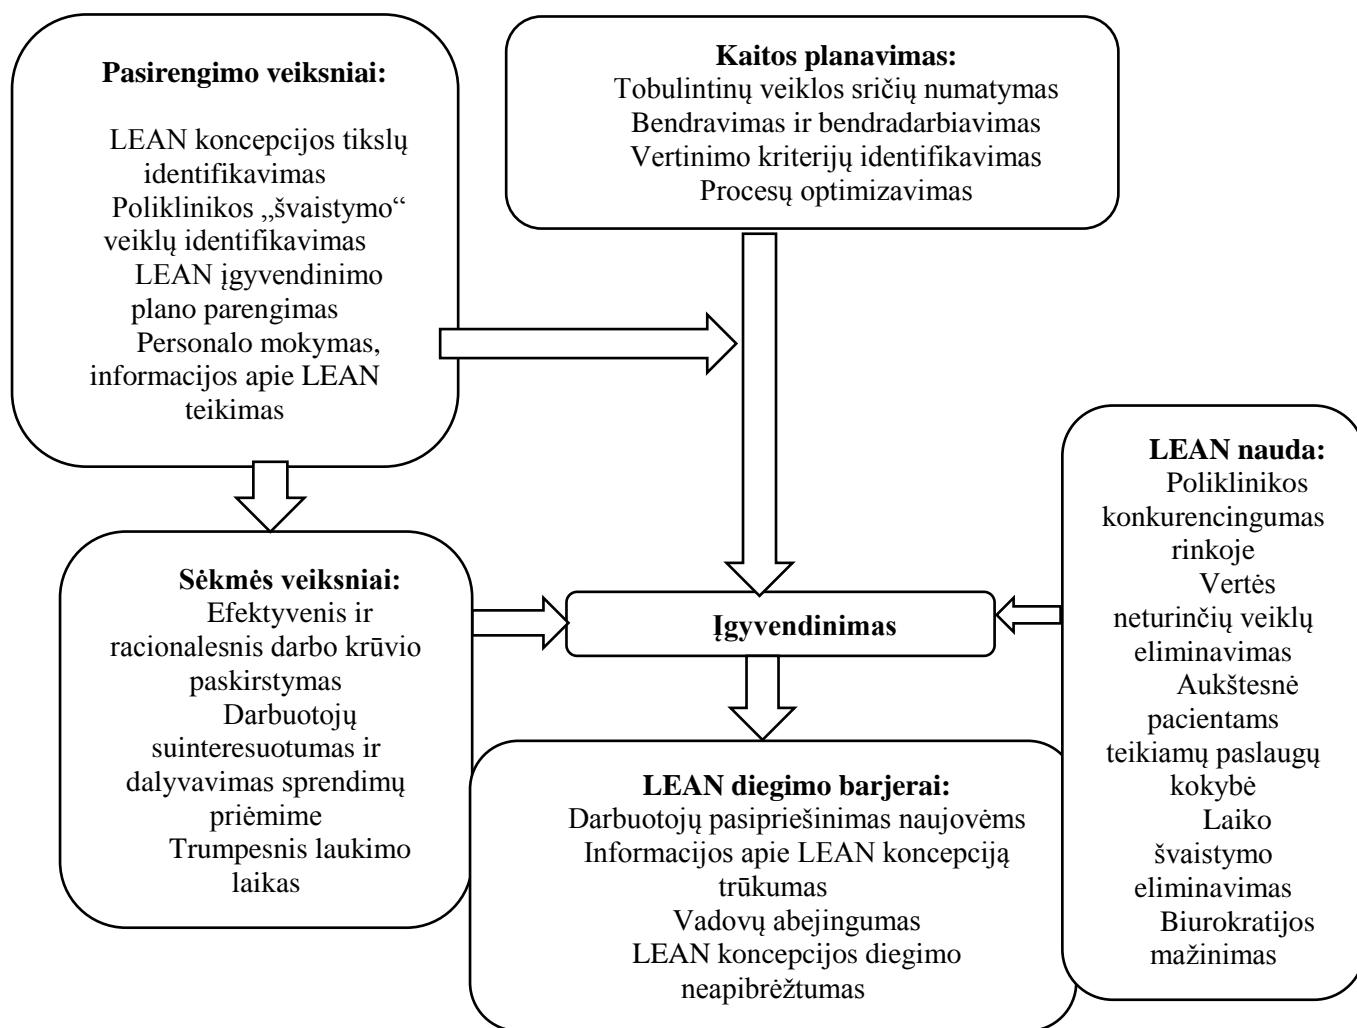 Pasirengimo veiksniai:
LEAN koncepcijos tikslų
identifikavimas
Poliklinikos „švaistymo“
veiklų identifikavimas
LEAN įgyvendinimo
plano parengimas
Personalo mokymas,
informacijos apie LEAN
teikimas
Kaitos planavimas:
Tobulintinų veiklos sričių numatymas
Bendravimas ir bendradarbiavimas
Vertinimo kriterijų identifikavimas
Procesų optimizavimas
Sėkmės veiksniai:
Efektyvenis ir
racionalesnis darbo krūvio
paskirstymas
Darbuotojų
suinteresuotumas ir
dalyvavimas sprendimų
priėmime
Trumpesnis laukimo
laikas
Įgyvendinimas
LEAN nauda:
Poliklinikos
konkurencingumas
rinkoje
Vertės
neturinčių veiklų
eliminavimas
Aukštesnė
pacientams
teikiamų paslaugų
kokybė
Laiko
švaistymo
eliminavimas
Biurokratijos
mažinimas
LEAN diegimo barjerai:
Darbuotojų pasipriešinimas naujovėms
Informacijos apie LEAN koncepciją
trūkumas
Vadovų abejingumas
LEAN koncepcijos diegimo
neapibrėžtumas